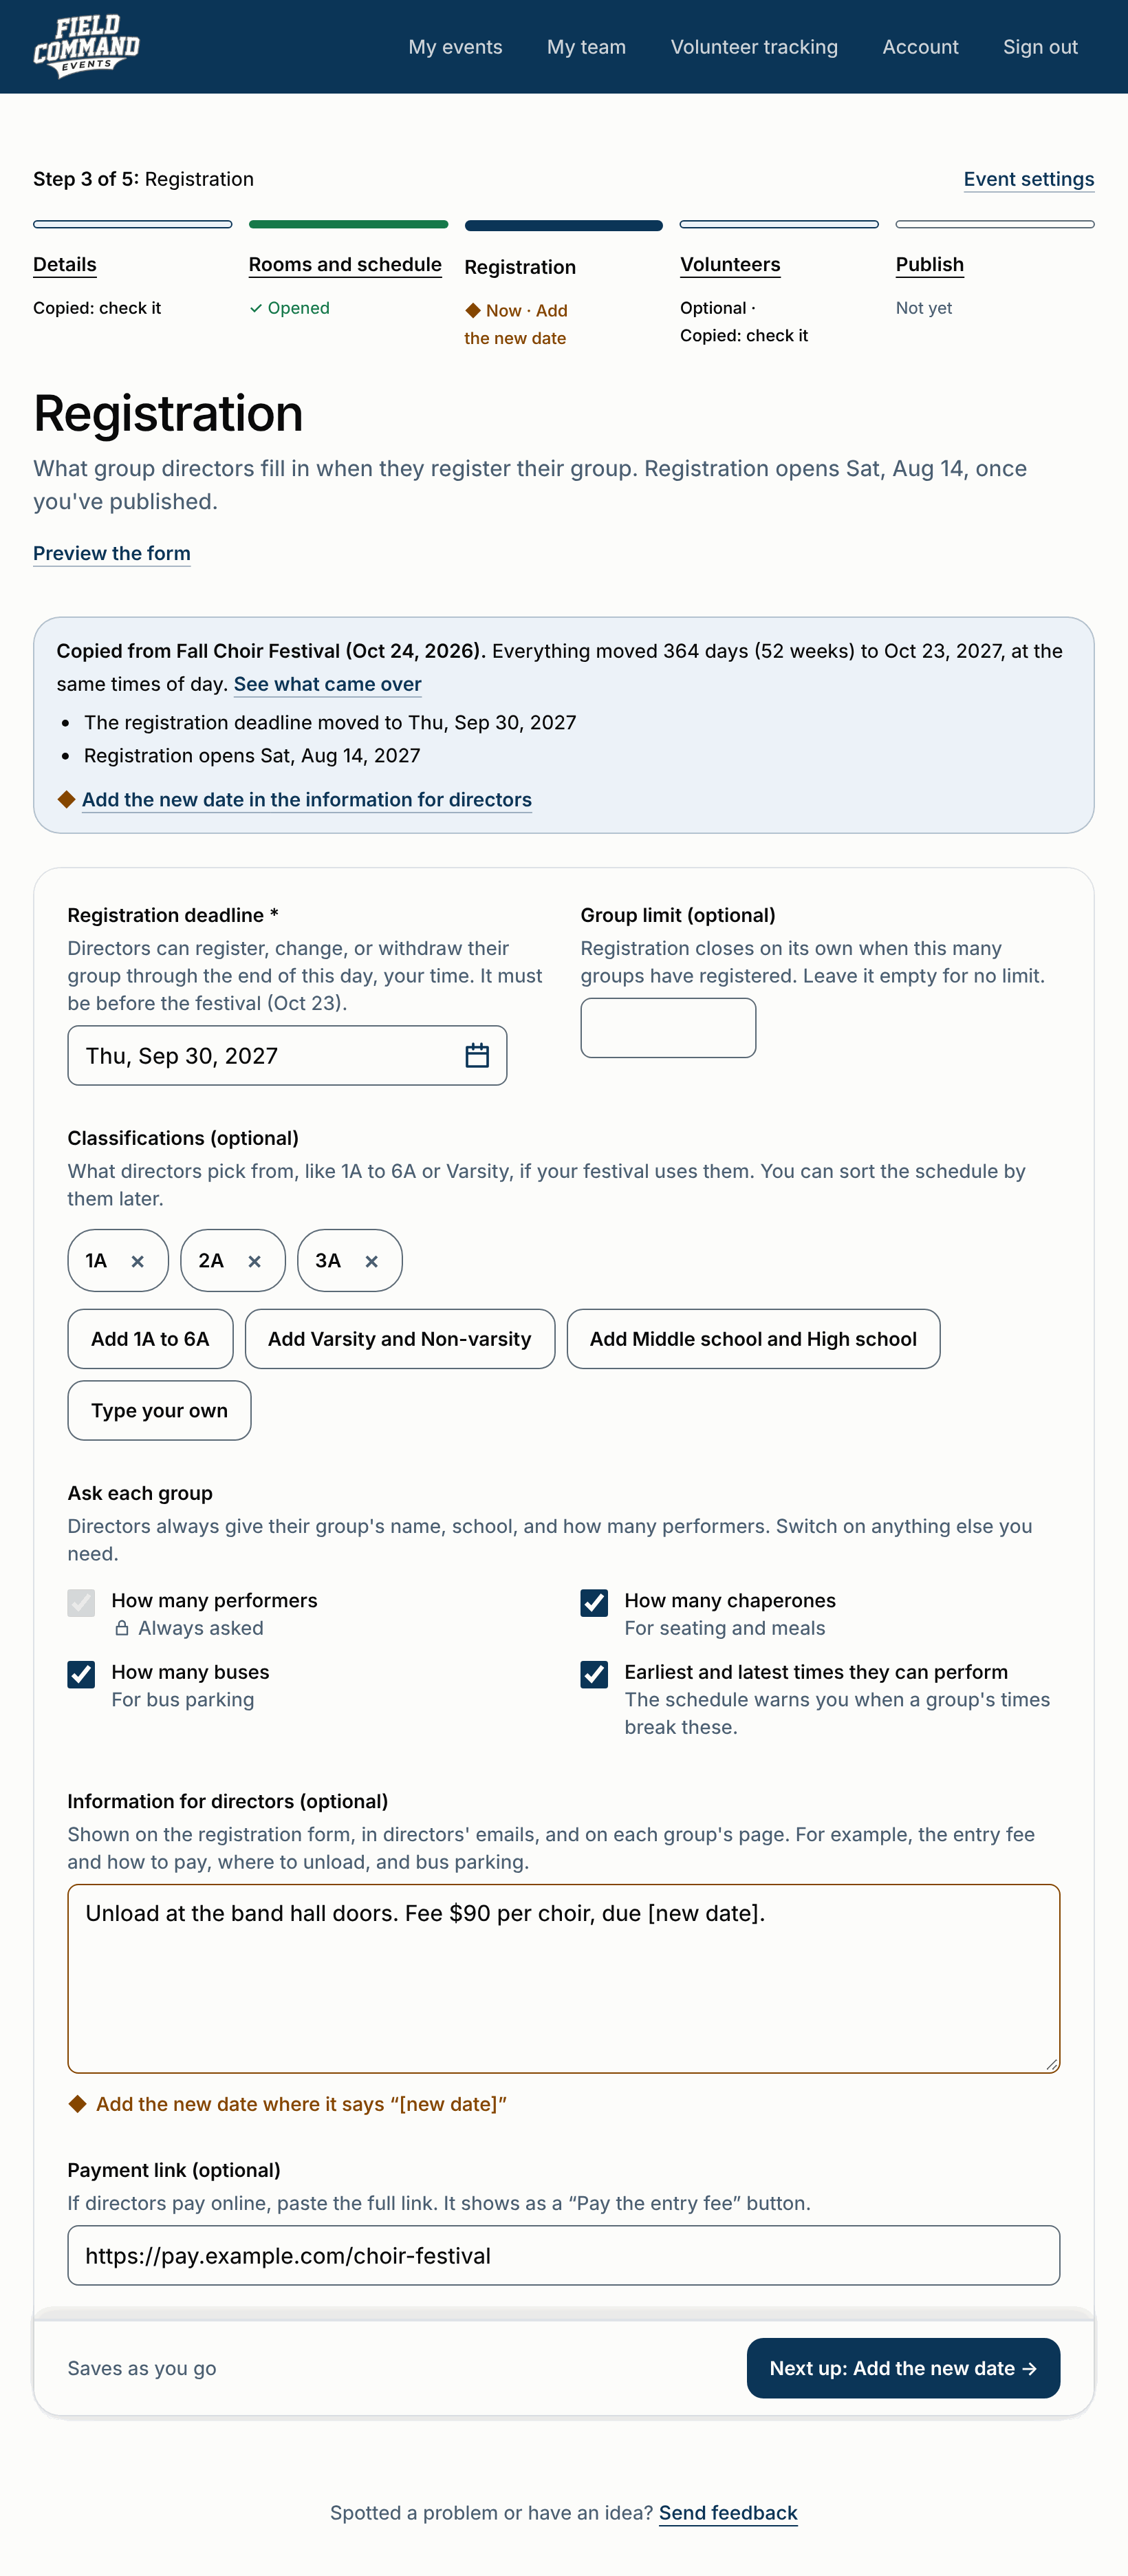 FIELD
COMMAND
EVENTS
My events
My team
Volunteer tracking
Account
Sign out
Step 3 of 5: Registration
Event settings
Details
Copied: check it
Rooms and schedule
✓ Opened
Registration
◆ Now · Add
the new date
Volunteers
Optional ·
Copied: check it
Publish
Not yet
Registration
What group directors fill in when they register their group. Registration opens Sat, Aug 14, once
you've published.
Preview the form
Copied from Fall Choir Festival (Oct 24, 2026). Everything moved 364 days (52 weeks) to Oct 23, 2027, at the
same times of day. See what came over
• The registration deadline moved to Thu, Sep 30, 2027
• Registration opens Sat, Aug 14, 2027
◆ Add the new date in the information for directors
Registration deadline *
Directors can register, change, or withdraw their
group through the end of this day, your time. It must
be before the festival (Oct 23).
Thu, Sep 30, 2027
Group limit (optional)
Registration closes on its own when this many
groups have registered. Leave it empty for no limit.
Classifications (optional)
What directors pick from, like 1A to 6A or Varsity, if your festival uses them. You can sort the schedule by
them later.
1A ×
2A ×
3A ×
Add 1A to 6A
Add Varsity and Non-varsity
Add Middle school and High school
Type your own
Ask each group
Directors always give their group's name, school, and how many performers. Switch on anything else you
need.
How many performers
Always asked
How many chaperones
For seating and meals
How many buses
For bus parking
Earliest and latest times they can perform
The schedule warns you when a group's times
break these.
Information for directors (optional)
Shown on the registration form, in directors' emails, and on each group's page. For example, the entry fee
and how to pay, where to unload, and bus parking.
Unload at the band hall doors. Fee $90 per choir, due [new date].
◆ Add the new date where it says “[new date]”
Payment link (optional)
If directors pay online, paste the full link. It shows as a “Pay the entry fee” button.
https://pay.example.com/choir-festival
Saves as you go
Next up: Add the new date →
Spotted a problem or have an idea? Send feedback